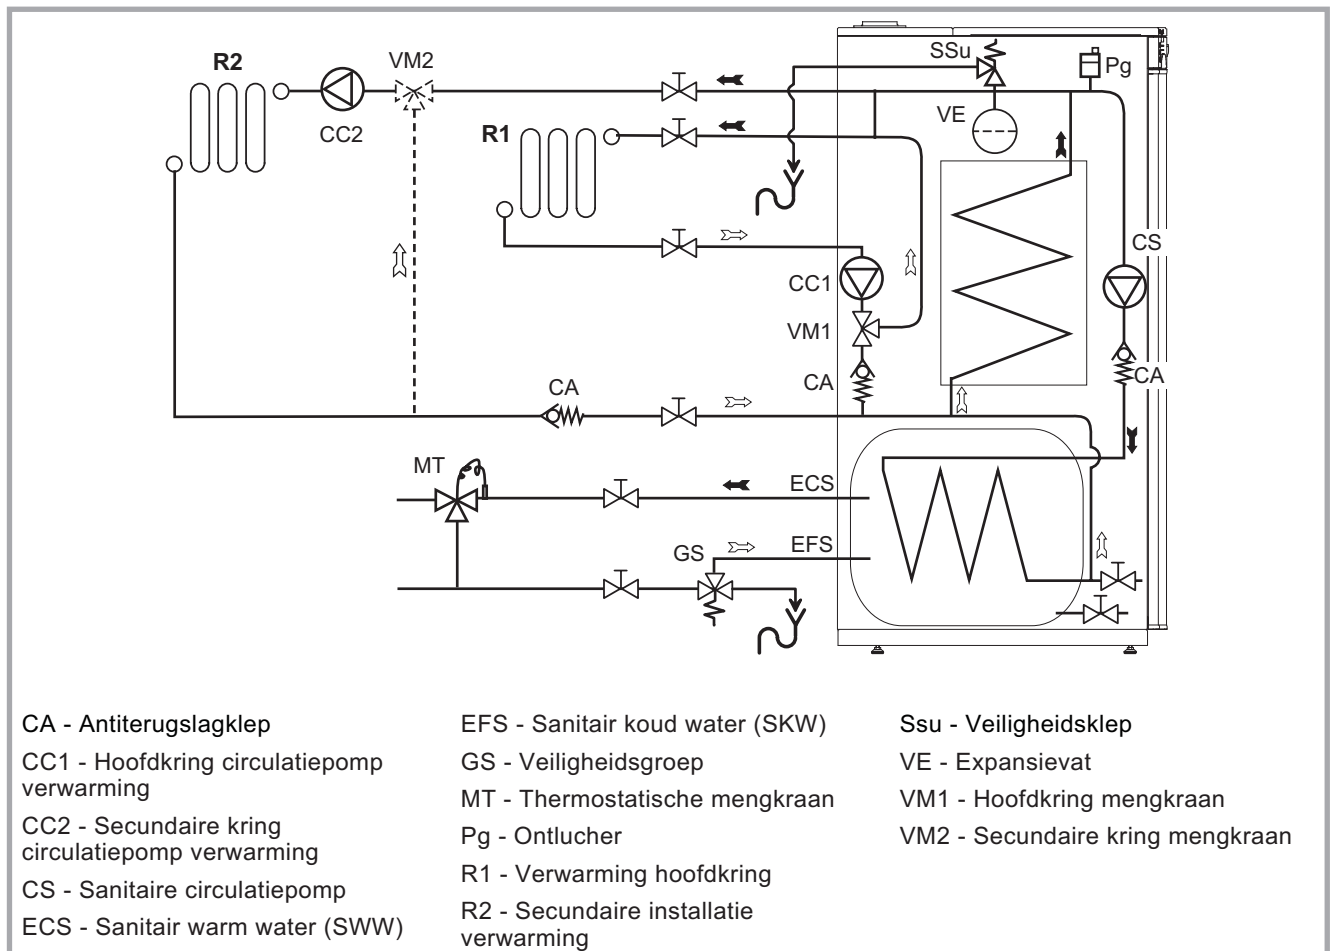 R2
VM2
SSu
Pg
CC2
R1
VE
CS
CC1
VM1
CA
CA
CA
MT
ECS
GS
EFS
CA - Antiterugslagklep
CC1 - Hoofdkring circulatiepomp
verwarming
CC2 - Secundaire kring
circulatiepomp verwarming
CS - Sanitaire circulatiepomp
ECS - Sanitair warm water (SWW)
EFS - Sanitair koud water (SKW)
GS - Veiligheidsgroep
MT - Thermostatische mengkraan
Pg - Ontlucher
R1 - Verwarming hoofdkring
R2 - Secundaire installatie
verwarming
Ssu - Veiligheidsklep
VE - Expansievat
VM1 - Hoofdkring mengkraan
VM2 - Secundaire kring mengkraan